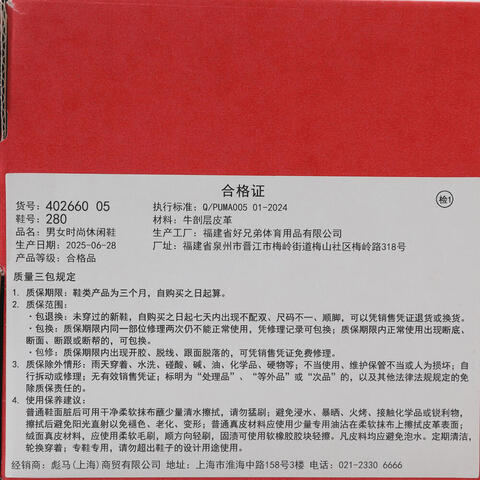 合格证
检1
货号: 402660 05
执行标准: Q/PUMA005 01-2024
鞋号: 280
材料: 牛剖层皮革
品名: 男女时尚休闲鞋
生产工厂: 福建省好兄弟体育用品有限公司
生产日期: 2025-06-28
厂址: 福建省泉州市晋江市梅岭街道梅山社区梅岭路318号
产品等级: 合格品
质量三包规定
1. 质保期限: 鞋类产品为三个月，自购买之日起算。
2. 质保范围:
· 包退换: 未穿过的新鞋，自购买之日起七天内出现不配双、尺码不一、顺脚，可以凭销售凭证退货或换货。
· 包换: 质保期限内同一部位修理两次仍不能正常使用，凭修理记录可包换; 质保期限内正常使用出现断底、
断面、断跟或断帮的，可包换。
· 包修: 质保期限内出现开胶、脱线、跟面脱落的，可凭销售凭证免费修理。
3. 质保除外情形: 雨天穿着、水洗、碰酸、碱、油、化学品、硬物等; 不当使用、维护保管不当或人为损坏; 自
行拆动或修理; 无有效销售凭证; 标明为“处理品”、“等外品”或“次品”的，以及其他法律法规规定的免
除质保责任的。
4. 使用保养建议:
普通鞋面脏后可用干净柔软抹布蘸少量清水擦拭，请勿猛刷; 避免浸水、暴晒、火烤、接触化学品或锐利物，
擦拭后避免阳光直射以免褪色、老化、变形; 普通真皮材料应使用少量专用油沾在柔软抹布上擦拭皮革表面;
绒面真皮材料，应使用柔软毛刷，顺方向轻刷，固渍可使用软橡胶胶块轻擦。凡皮料均应避免泡水。定期清洁，
轮换穿着; 专鞋专用，请勿超出鞋子的设计用途使用。
经销商: 彪马(上海)商贸有限公司 地址: 上海市淮海中路158号3楼 电话: 021-2330 6666